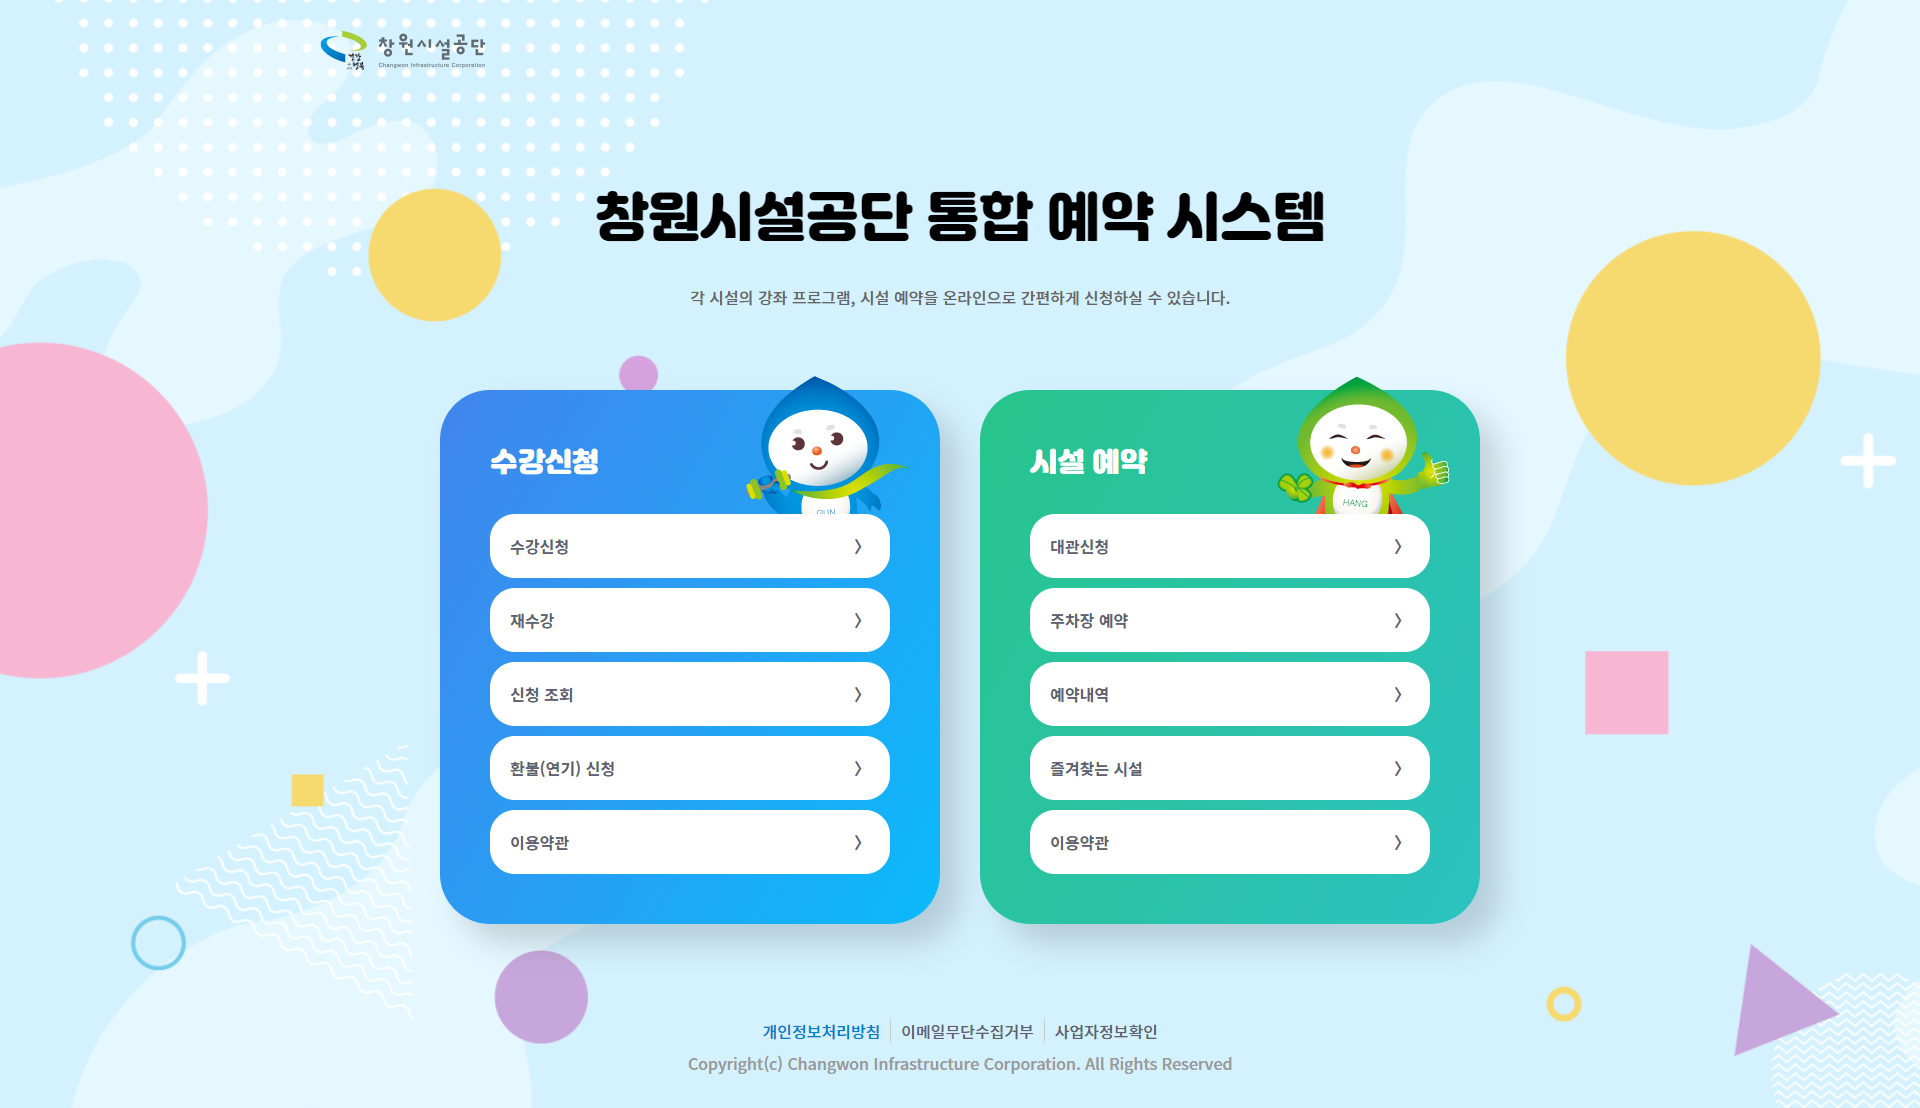 창원시설공단
Changwon Infrastructure Corporation
창원시설공단 통합 예약 시스템
각 시설의 강좌 프로그램, 시설 예약을 온라인으로 간편하게 신청하실 수 있습니다.
수강신청
GUN
수강신청
재수강
신청 조회
환불(연기) 신청
이용약관
시설 예약
HANG
대관신청
주차장 예약
예약내역
즐겨찾는 시설
이용약관
개인정보처리방침
이메일무단수집거부
사업자정보확인
Copyright(c) Changwon Infrastructure Corporation. All Rights Reserved